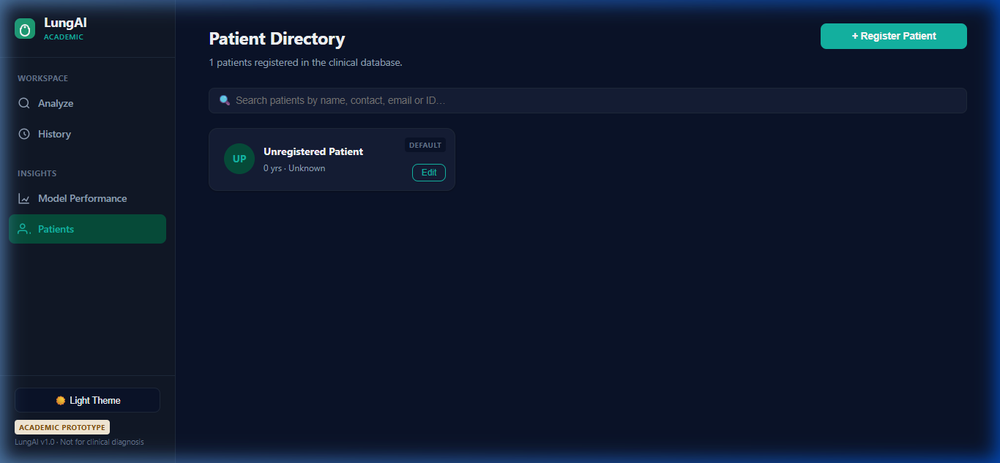 LungAI
ACADEMIC
WORKSPACE
Analyze
History
INSIGHTS
Model Performance
Patients
Light Theme
ACADEMIC PROTOTYPE
LungAI v1.0 · Not for clinical diagnosis
Patient Directory
+ Register Patient
1 patients registered in the clinical database.
Search patients by name, contact, email or ID...
UP
Unregistered Patient
0 yrs · Unknown
DEFAULT
Edit